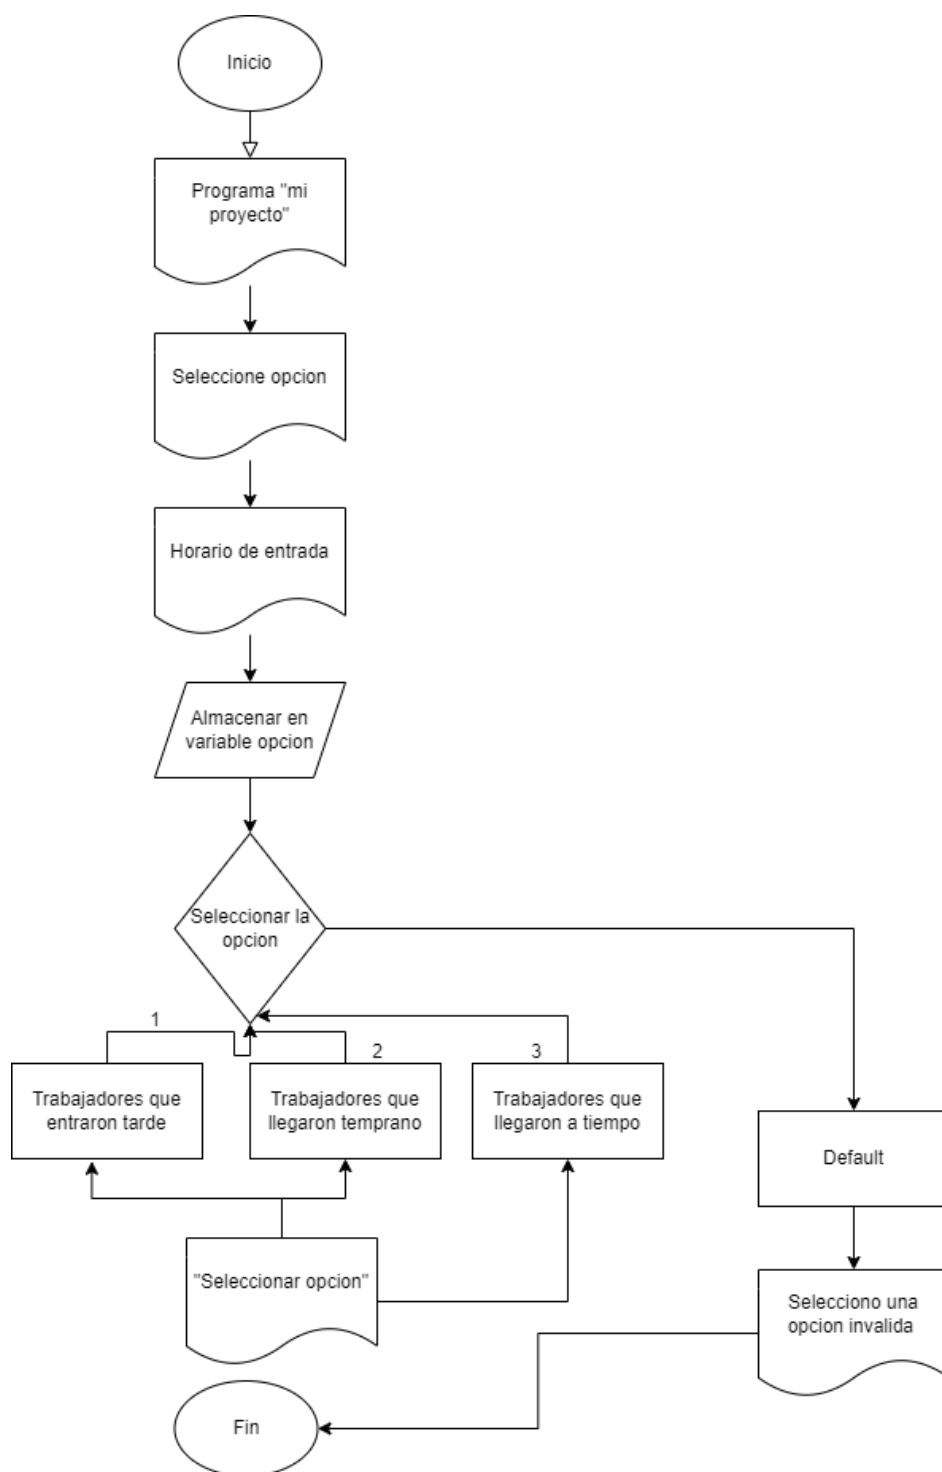 Inicio
Programa "mi
proyecto"
Seleccione opcion
Horario de entrada
Almacenar en
variable opcion
Seleccionar la
opcion
1
2
3
Trabajadores que
entraron tarde
Trabajadores que
llegaron temprano
Trabajadores que
llegaron a tiempo
Default
"Seleccionar opcion"
Selecciono una
opcion invalida
Fin